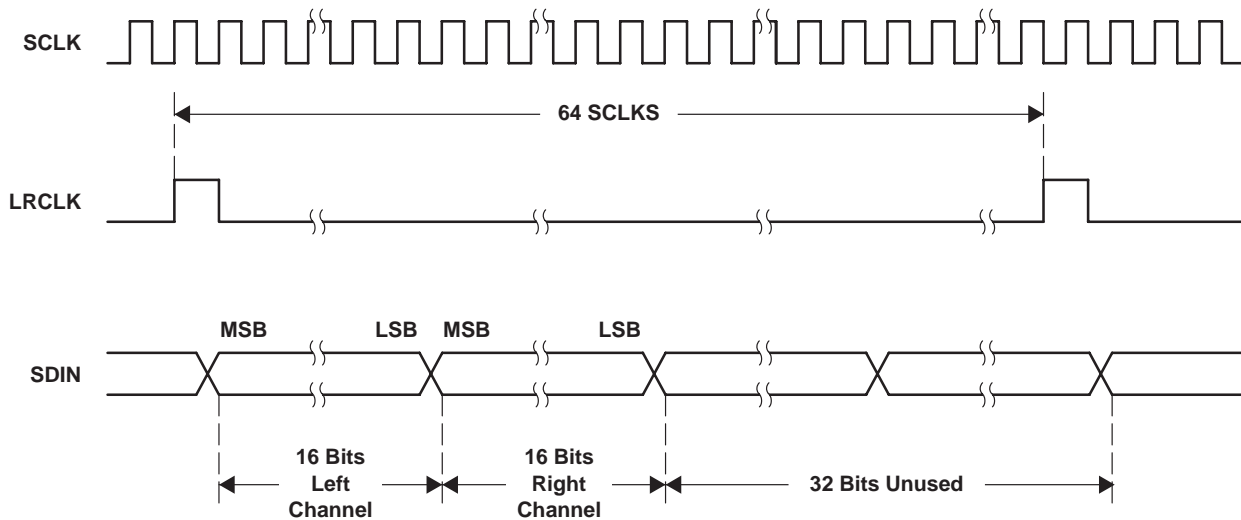 SCLK
64 SCLKS
LRCLK
MSB
LSB
MSB
LSB
SDIN
16 Bits
Left
Channel
16 Bits
Right
Channel
32 Bits Unused